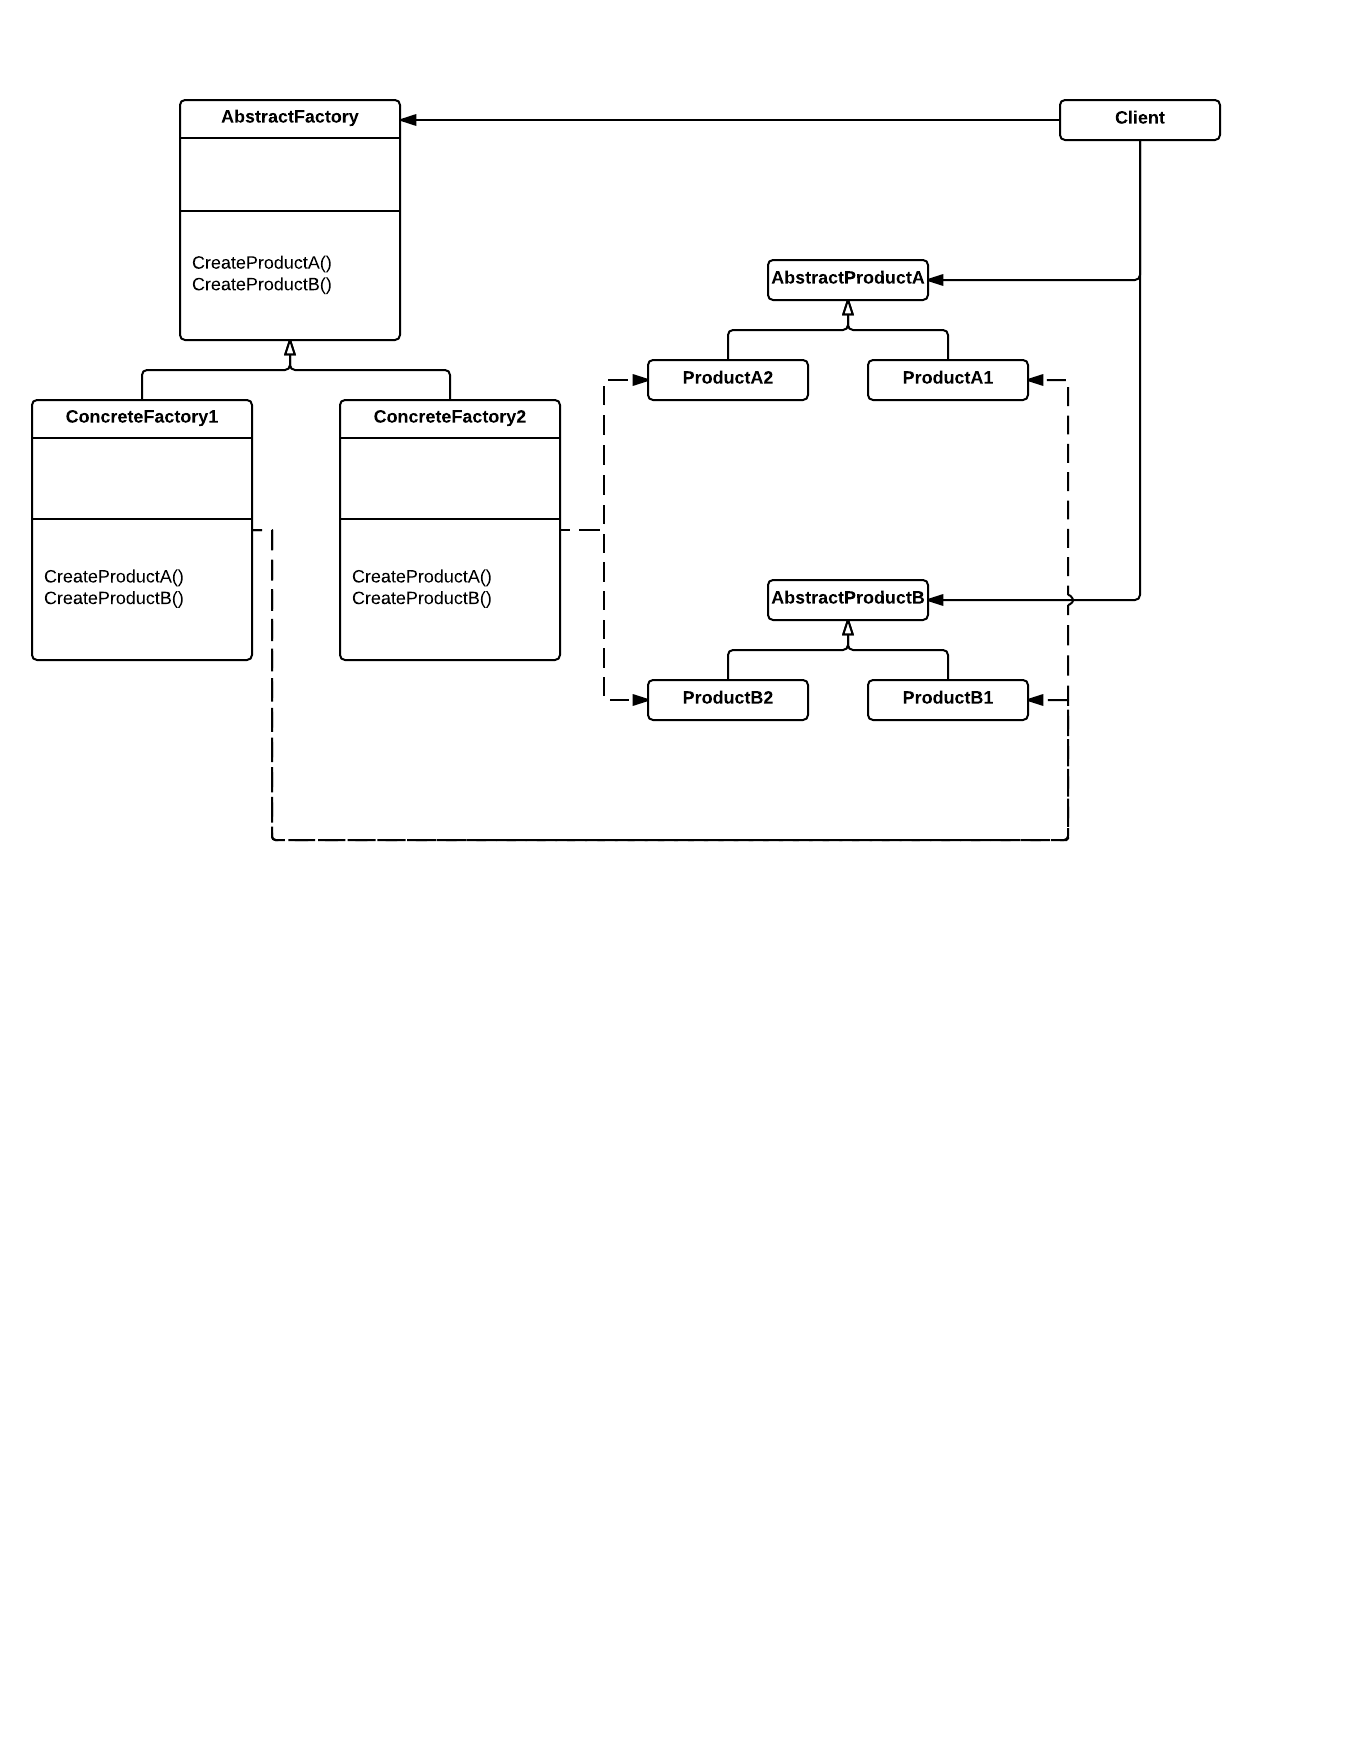 AbstractFactory
Client
CreateProductA()
CreateProductB()
AbstractProductA
ProductA2
ProductA1
ConcreteFactory1
ConcreteFactory2
CreateProductA()
CreateProductB()
CreateProductA()
CreateProductB()
AbstractProductB
ProductB2
ProductB1